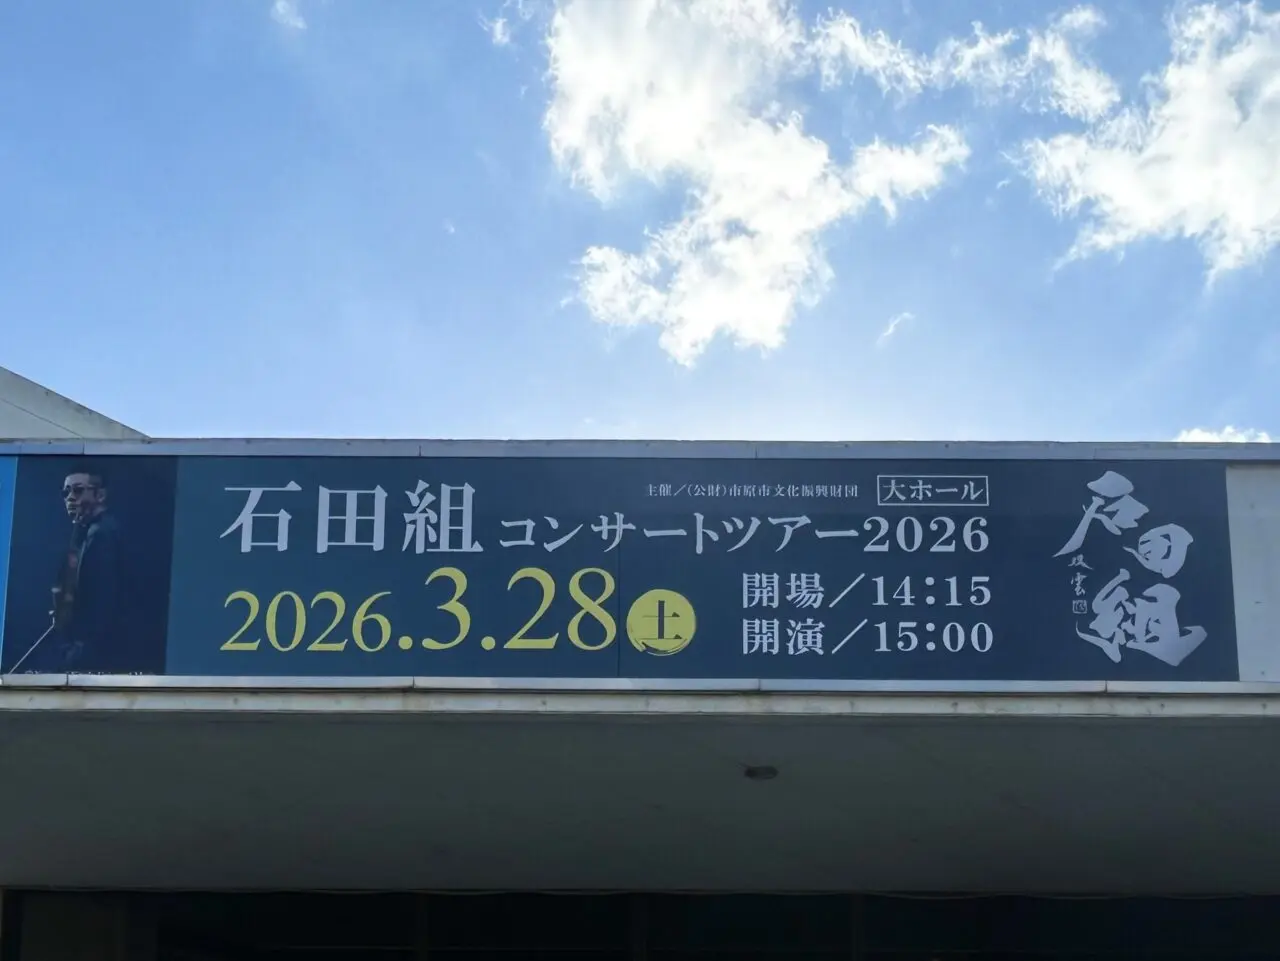 主催／(公財)市原市文化振興財団 大ホール
石田組 コンサートツアー2026
2026.3.28 土
開場／14:15
開演／15:00
石田組